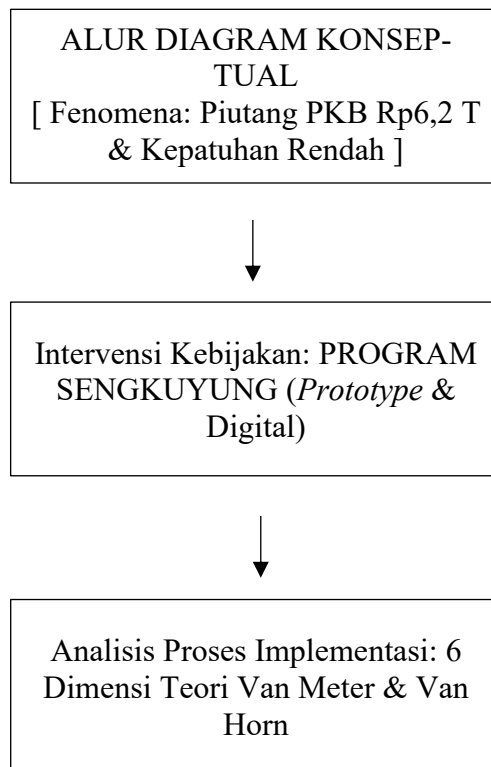 ALUR DIAGRAM KONSEP-
TUAL
[ Fenomena: Piutang PKB Rp6,2 T
& Kepatuhan Rendah ]
Intervensi Kebijakan: PROGRAM
SENGKUYUNG (Prototype &
Digital)
Analisis Proses Implementasi: 6
Dimensi Teori Van Meter & Van
Horn